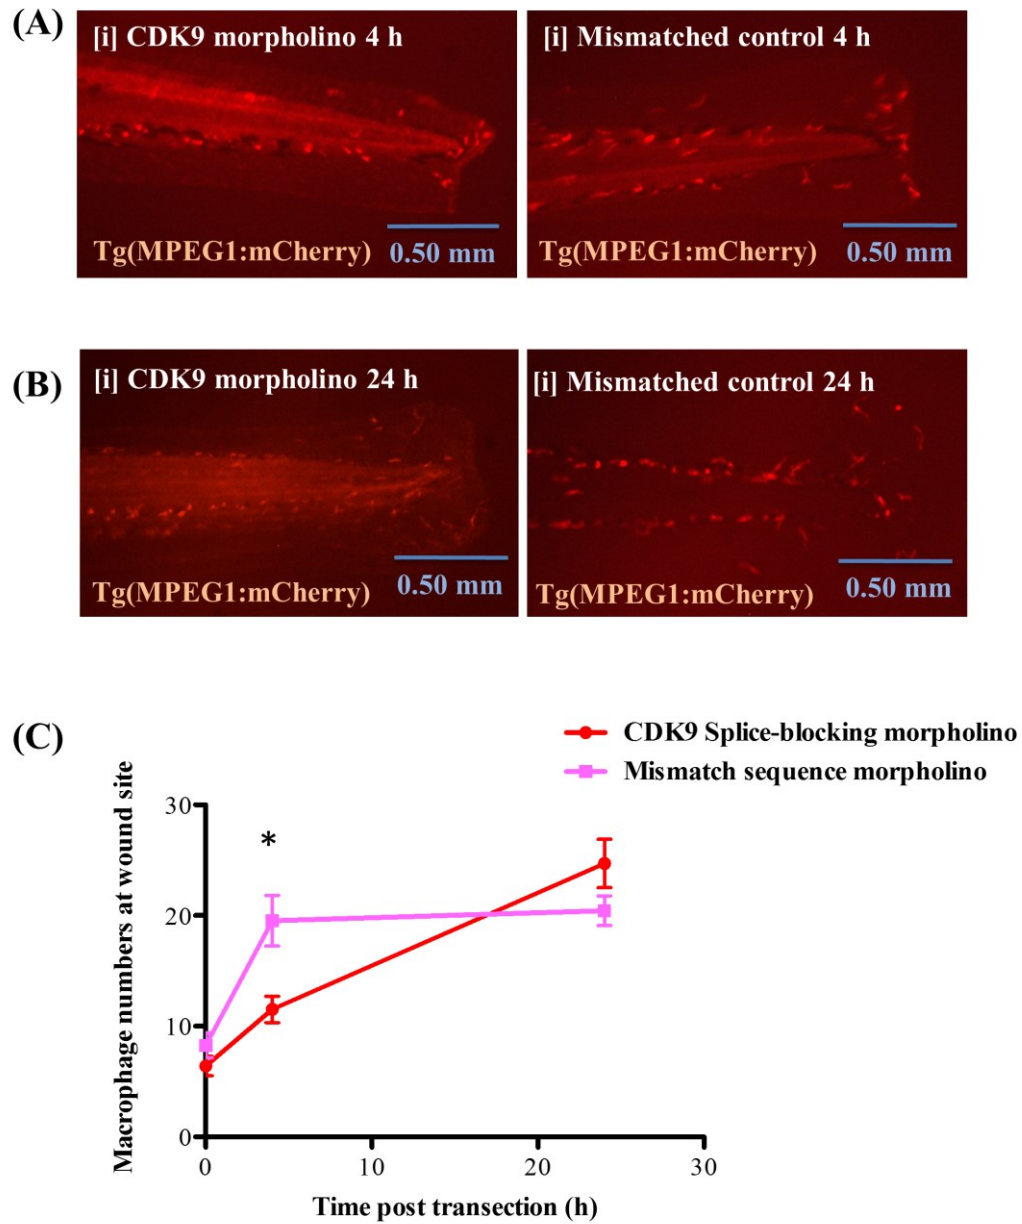 (A)
[i] CDK9 morpholino 4 h
[i] Mismatched control 4 h
Tg(MPEG1:mCherry)
0.50 mm
Tg(MPEG1:mCherry)
0.50 mm
(B)
[i] CDK9 morpholino 24 h
[i] Mismatched control 24 h
Tg(MPEG1:mCherry)
0.50 mm
Tg(MPEG1:mCherry)
0.50 mm
(C)
CDK9 Splice-blocking morpholino
Mismatch sequence morpholino
Macrophage numbers at wound site
30
20
10
0
*
0
10
20
30
Time post transection (h)